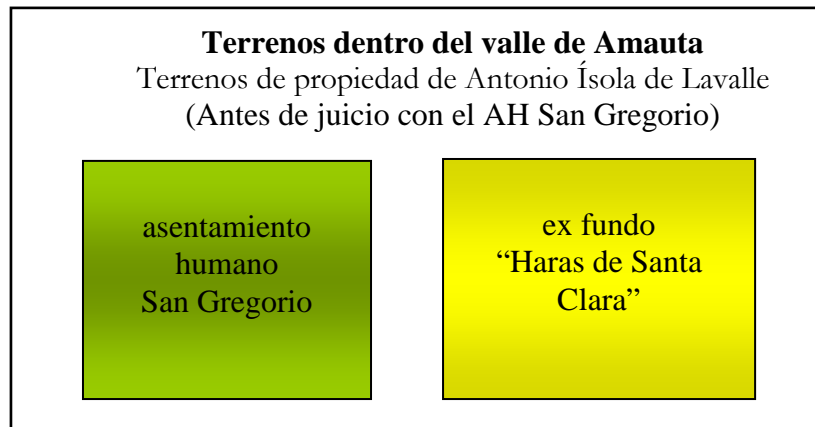 Terrenos dentro del valle de Amauta
Terrenos de propiedad de Antonio Ísola de Lavalle
(Antes de juicio con el AH San Gregorio)
asentamiento
humano
San Gregorio
ex fundo
“Haras de Santa
Clara”